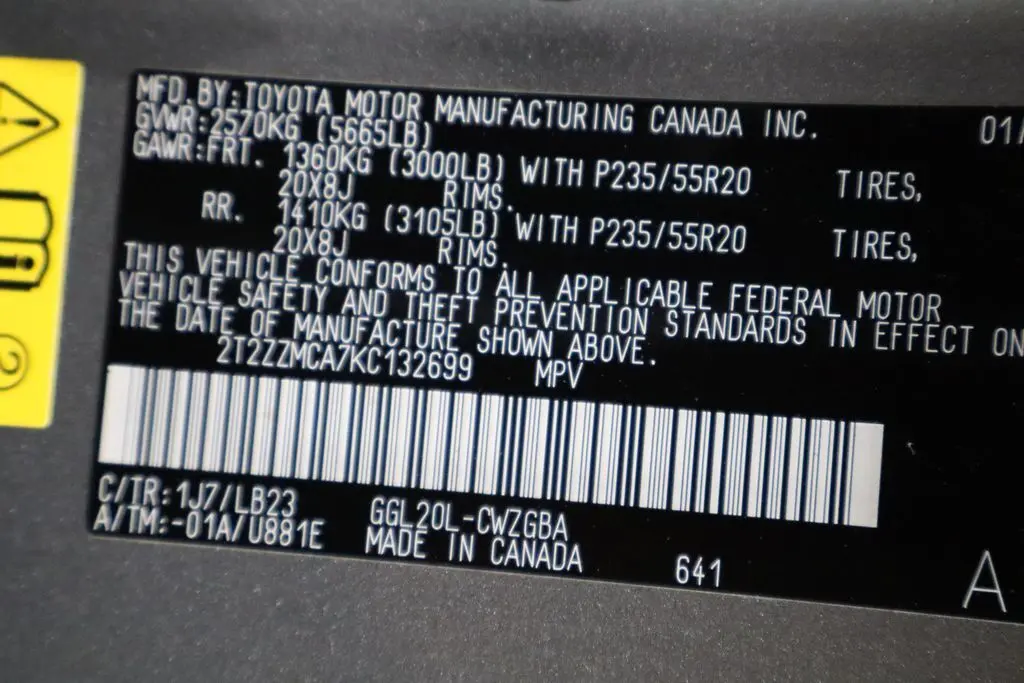 MFD. BY:TOYOTA MOTOR MANUFACTURING CANADA INC. 01/
GVWR:2570KG (5665LB)
GAWR:FRT. 1360KG (3000LB) WITH P235/55R20 TIRES,
20X8J RIMS.
RR. 1410KG (3105LB) WITH P235/55R20 TIRES,
20X8J RIMS.
THIS VEHICLE CONFORMS TO ALL APPLICABLE FEDERAL MOTOR
VEHICLE SAFETY AND THEFT PREVENTION STANDARDS IN EFFECT ON
THE DATE OF MANUFACTURE SHOWN ABOVE.
2T2ZZMCA7KC132699 MPV
C/TR:1J7/LB23 GGL20L-CWZGBA
A/TM:-01A/U881E MADE IN CANADA 641 A
2